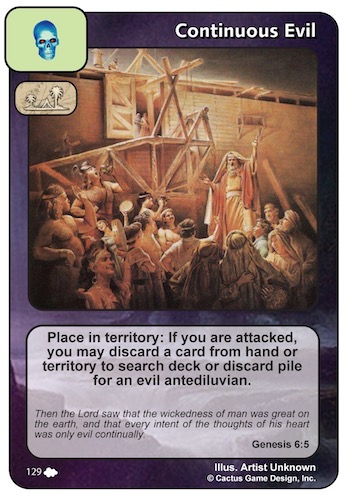 Continuous Evil
Place in territory: If you are attacked,
you may discard a card from hand or
territory to search deck or discard pile
for an evil antediluvian.
Then the Lord saw that the wickedness of man was great on
the earth, and that every intent of the thoughts of his heart
was only evil continually
Genesis 6:5
129
Illus. Artist Unknown
© Cactus Game Design, Inc.